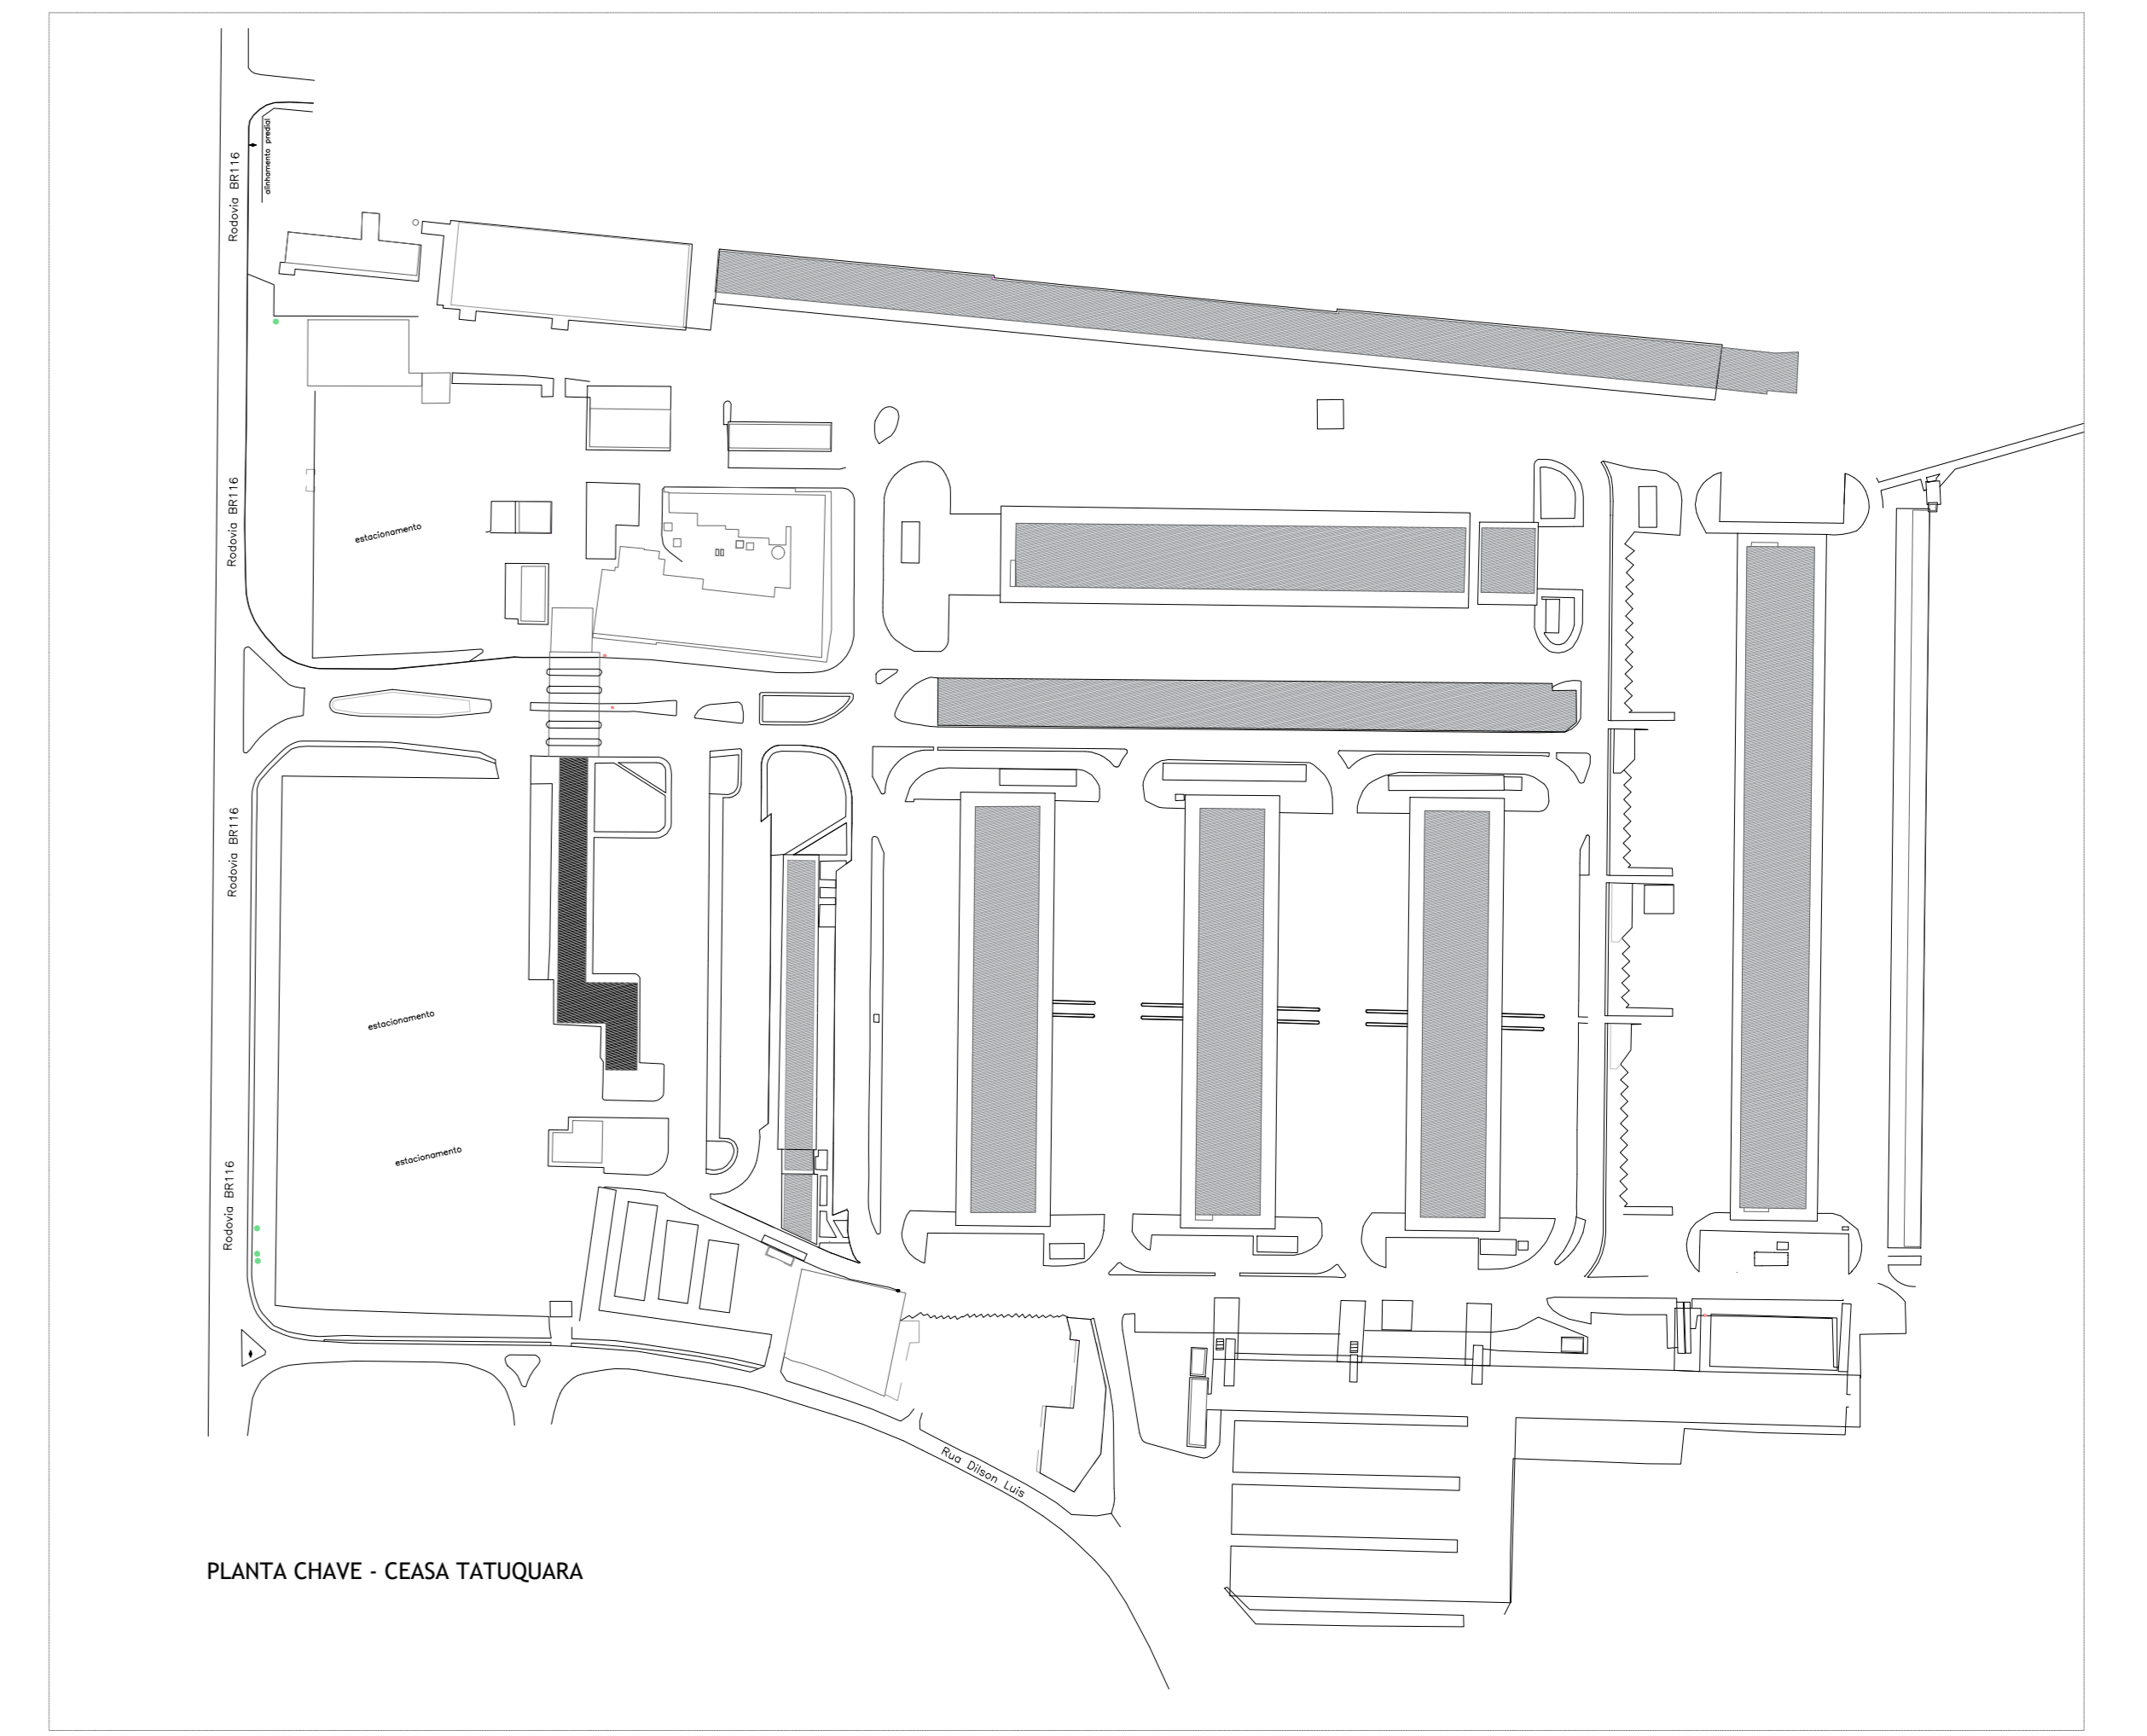 alinhamento predial
Rodovia BR116
Rodovia BR116
estacionamento
Rodovia BR116
estacionamento
estacionamento
Rodovia BR116
Rua Dilson Luis
PLANTA CHAVE - CEASA TATUQUARA